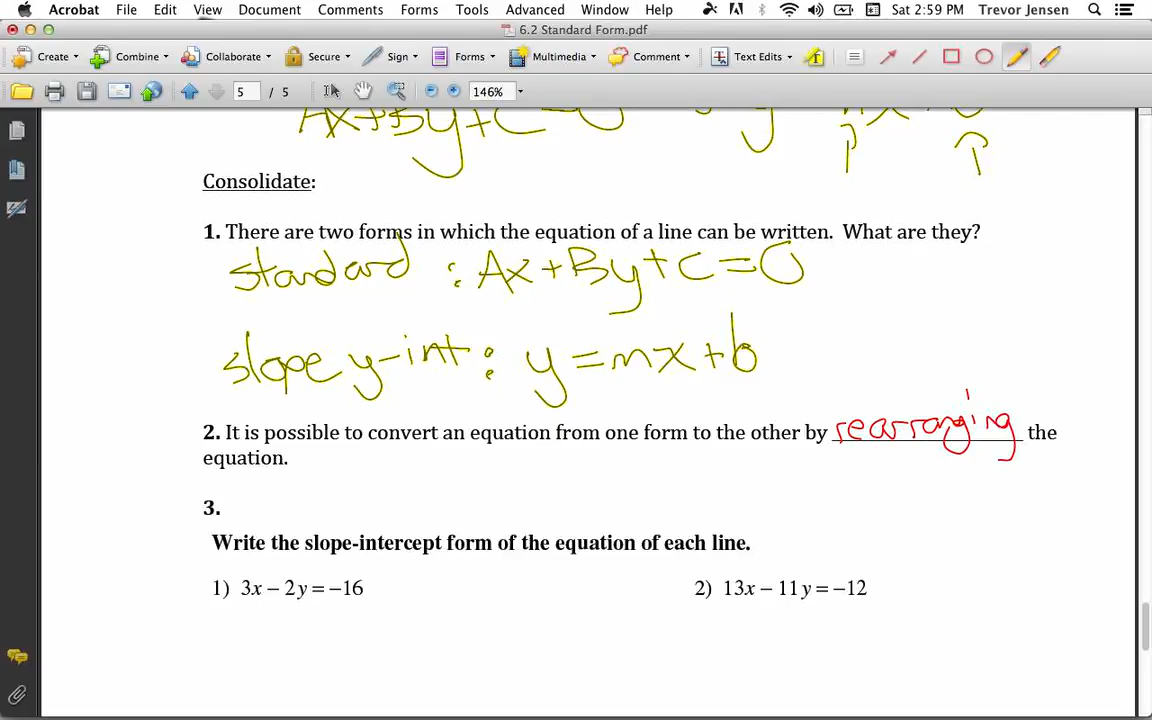 Acrobat File Edit View Document Comments Forms Tools Advanced Window Help Sat 2:59 PM Trevor Jensen
6.2 Standard Form.pdf
Create Combine Collaborate Secure Sign Forms Multimedia Comment Text Edits
5 / 5 146%
Ax+By+C
Consolidate:
1. There are two forms in which the equation of a line can be written. What are they?
standard : Ax+By+C=0
slope y-int: y=mx+b
2. It is possible to convert an equation from one form to the other by rearranging the
equation.
3.
Write the slope-intercept form of the equation of each line.
1) 3x − 2y = −16 2) 13x − 11y = −12